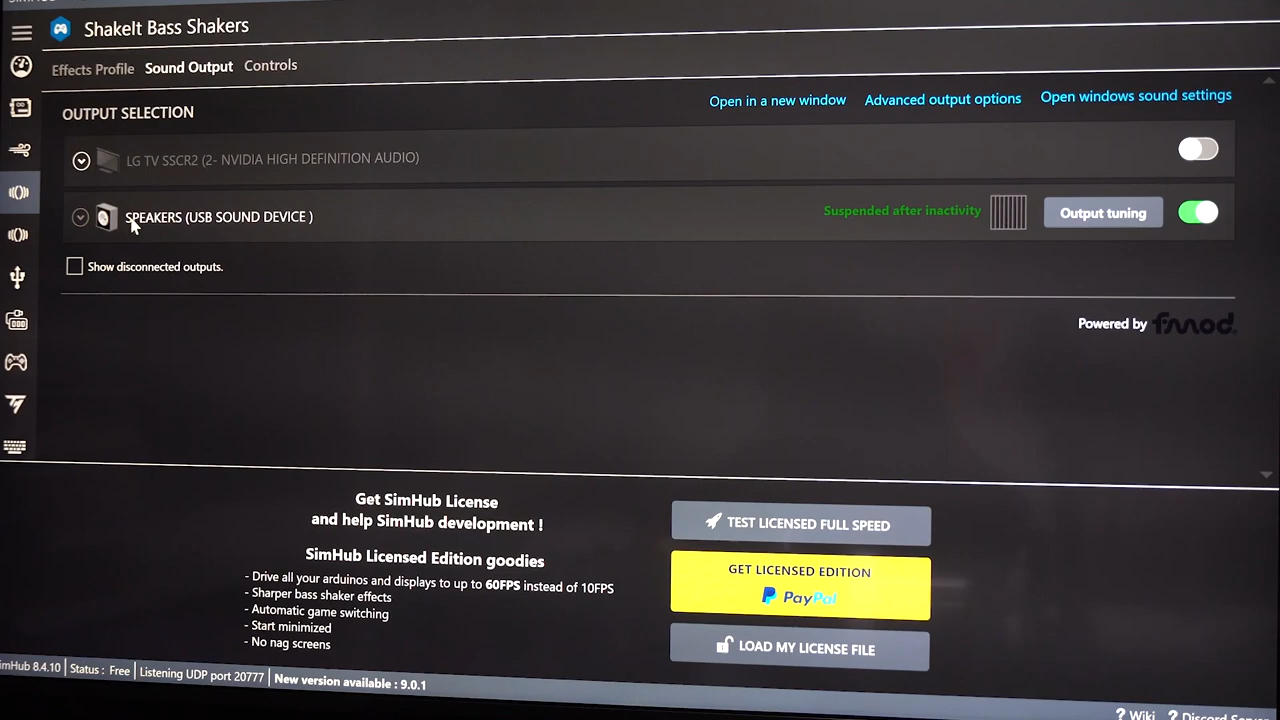 ShakeIt Bass Shakers
Effects Profile Sound Output Controls
OUTPUT SELECTION
Open in a new window Advanced output options Open windows sound settings
LG TV SSCR2 (2- NVIDIA HIGH DEFINITION AUDIO)
SPEAKERS (USB SOUND DEVICE )
Suspended after inactivity
Output tuning
Show disconnected outputs.
Powered by fmod.
Get SimHub License
and help SimHub development !
SimHub Licensed Edition goodies
- Drive all your arduinos and displays to up to 60FPS instead of 10FPS
- Sharper bass shaker effects
- Automatic game switching
- Start minimized
- No nag screens
TEST LICENSED FULL SPEED
GET LICENSED EDITION
PayPal
LOAD MY LICENSE FILE
imHub 8.4.10 Status : Free Listening UDP port 20777 New version available : 9.0.1
? Wiki ? Discord Serve